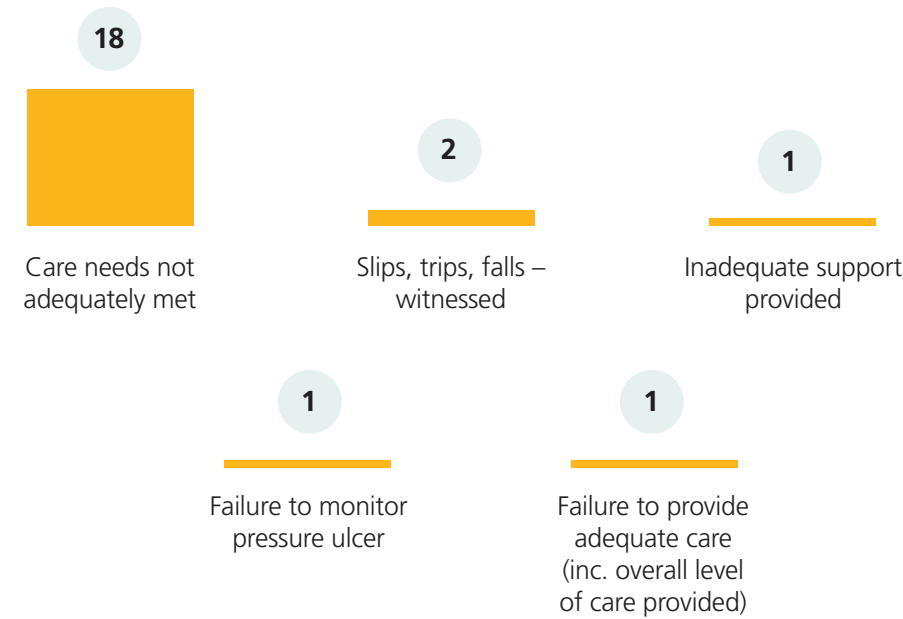 18
Care needs not
adequately met
2
Slips, trips, falls –
witnessed
1
Inadequate support
provided
1
Failure to monitor
pressure ulcer
1
Failure to provide
adequate care
(inc. overall level
of care provided)